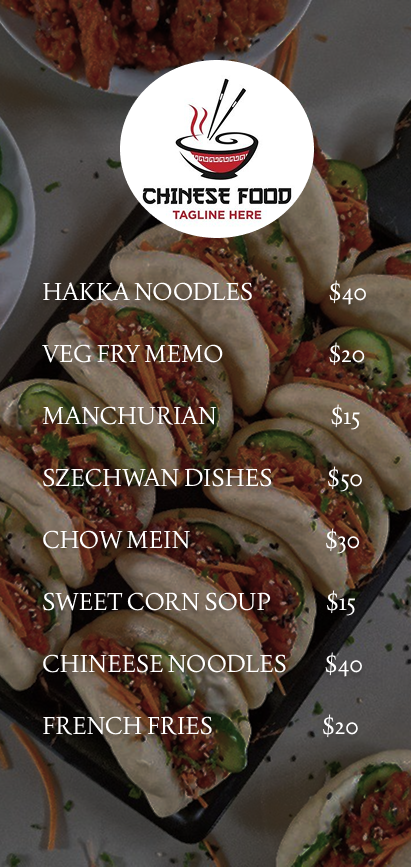 CHINESE FOOD
TAGLINE HERE
HAKKA NOODLES $40
VEG FRY MEMO $20
MANCHURIAN $15
SZECHWAN DISHES $50
CHOW MEIN $30
SWEET CORN SOUP $15
CHINEESE NOODLES $40
FRENCH FRIES $20